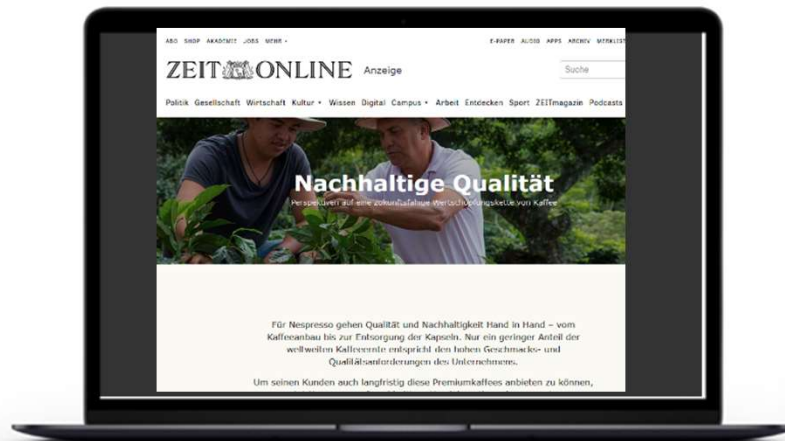 ABO SHOP AKADEMIE JOBS MEHR
E-PAPER AUDIO APPS ARCHIV MERKLIST
ZEIT ONLINE Anzeige
Suche
Politik Gesellschaft Wirtschaft Kultur Wissen Digital Campus Arbeit Entdecken Sport ZEITmagazin Podcasts
Nachhaltige Qualität
Perspektiven auf eine zukunftsfähige Wertschöpfungskette von Kaffee
Für Nespresso gehen Qualität und Nachhaltigkeit Hand in Hand – vom
Kaffeeanbau bis zur Entsorgung der Kapseln. Nur ein geringer Anteil der
weltweiten Kaffeeernte entspricht den hohen Geschmacks- und
Qualitätsanforderungen des Unternehmens.
Um seinen Kunden auch langfristig diese Premiumkaffees anbieten zu können,